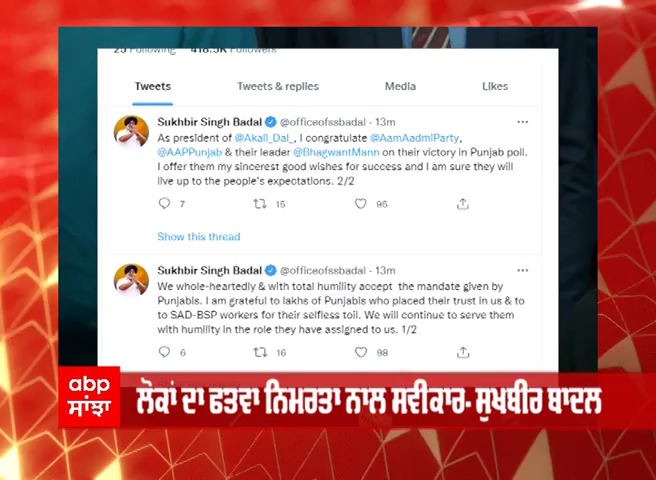 25 Following 418.5K Followers
Tweets Tweets & replies Media Likes
Sukhbir Singh Badal @officeofssbadal · 13m
As president of @Akali_Dal_, I congratulate @AamAadmiParty,
@AAPPunjab & their leader @BhagwantMann on their victory in Punjab poll.
I offer them my sincerest good wishes for success and I am sure they will
live up to the people's expectations. 2/2
7 15 95
Show this thread
Sukhbir Singh Badal @officeofssbadal · 13m
We whole-heartedly & with total humility accept the mandate given by
Punjabis. I am grateful to lakhs of Punjabis who placed their trust in us & to
to SAD-BSP workers for their selfless toil. We will continue to serve them
with humility in the role they have assigned to us. 1/2
6 16 98
abp
ਸਾਂਝਾ
ਲੋਕਾਂ ਦਾ ਫਤਵਾ ਨਿਮਰਤਾ ਨਾਲ ਸਵੀਕਾਰ- ਸੁਖਬੀਰ ਬਾਦਲ